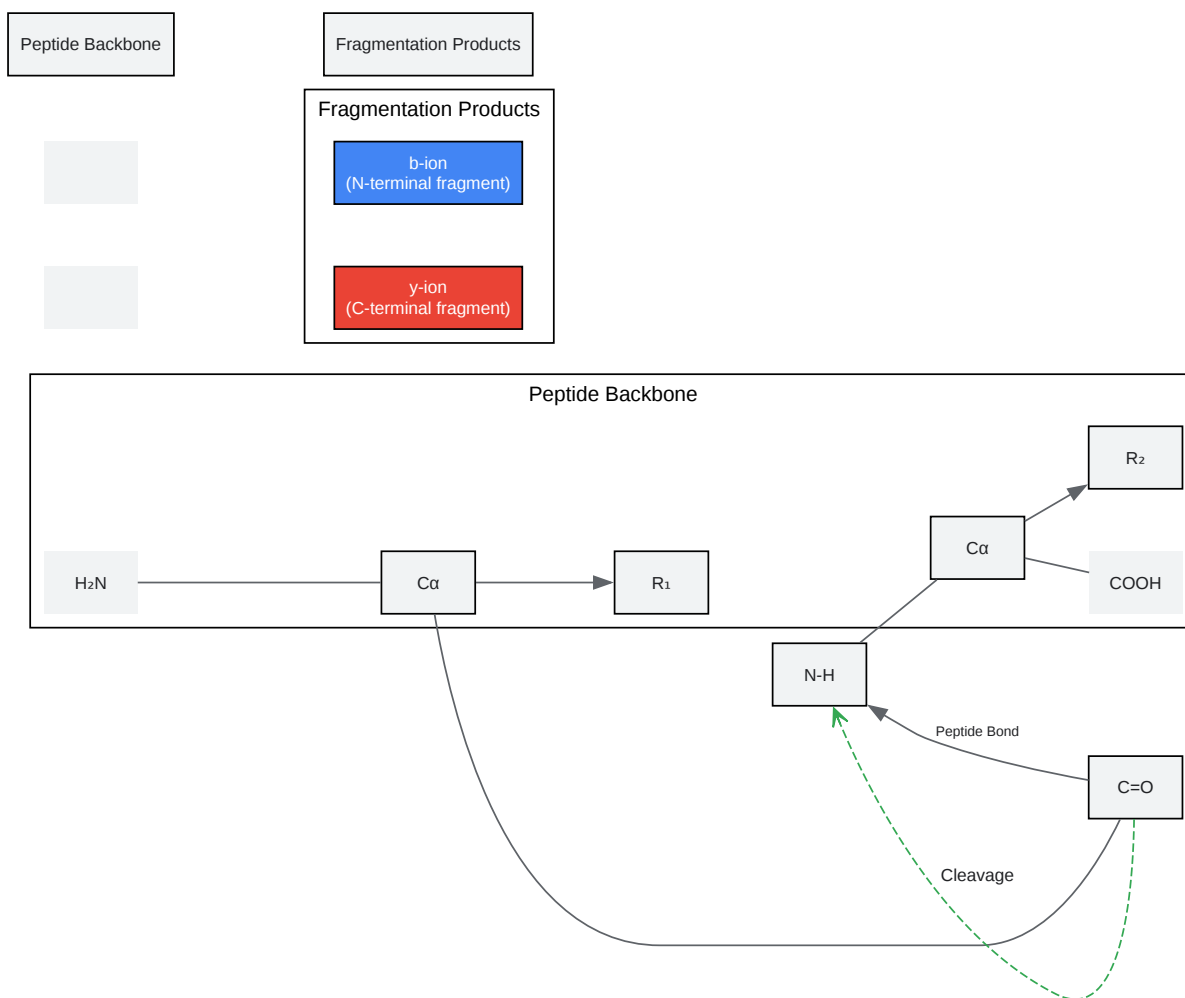 Peptide Backbone
Fragmentation Products
Fragmentation Products
b-ion
(N-terminal fragment)
y-ion
(C-terminal fragment)
Peptide Backbone
R₂
Cα
H₂N
Cα
R₁
COOH
N-H
Peptide Bond
C=O
Cleavage